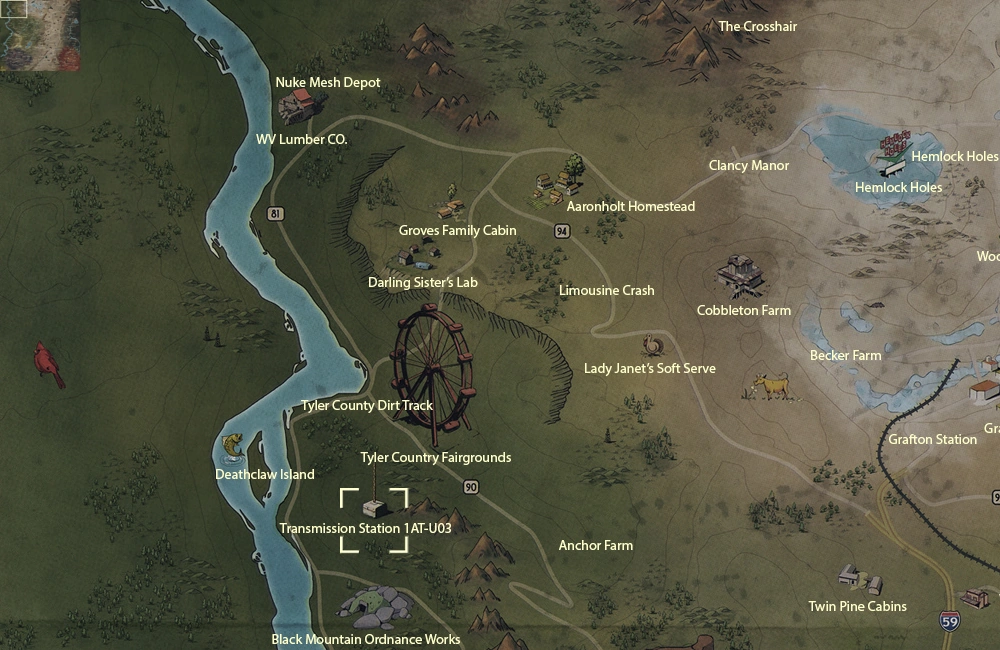 The Crosshair
Nuke Mesh Depot
WV Lumber CO.
HEMLOCK HOLES
Hemlock Holes
Clancy Manor
Hemlock Holes
Aaronholt Homestead
81
Groves Family Cabin
94
Woo
Darling Sister's Lab
Limousine Crash
Cobbleton Farm
Becker Farm
Lady Janet's Soft Serve
Tyler County Dirt Track
Grafton Station
Gra
Tyler Country Fairgrounds
Deathclaw Island
90
9
Transmission Station 1AT-U03
Anchor Farm
Twin Pine Cabins
59
Black Mountain Ordnance Works